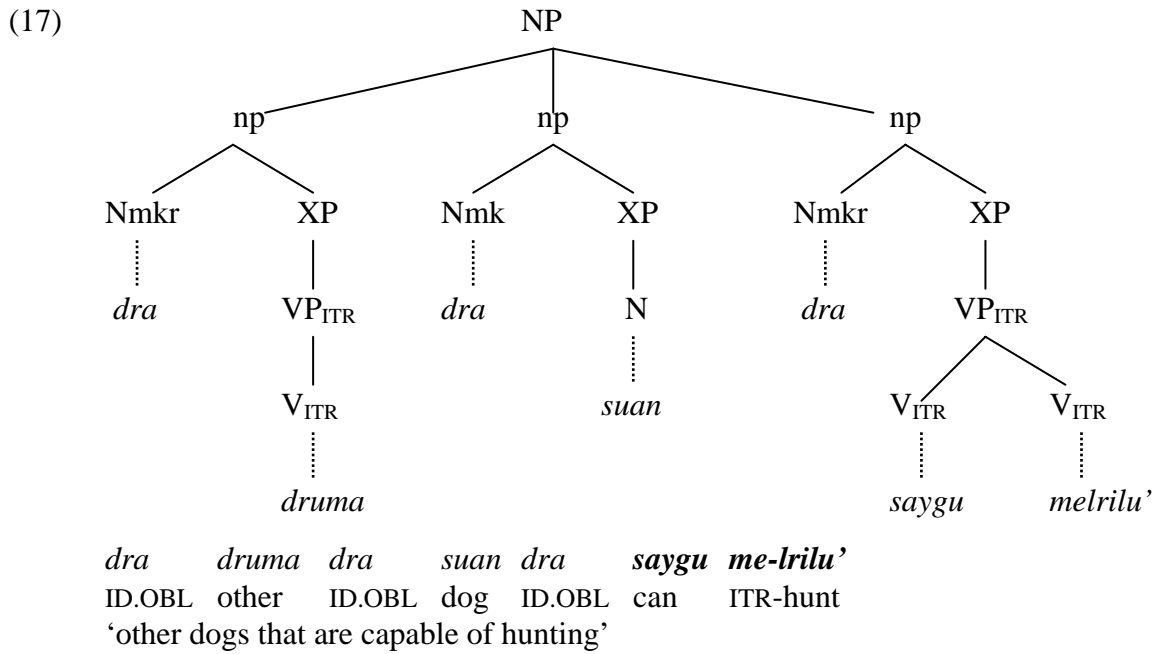 (17) NP
np np np
Nmkr XP Nmk XP Nmkr XP
dra VPITR dra N dra VPITR
VITR suan VITR VITR
druma saygu melrilu’
dra druma dra suan dra saygu me-lrilu’
ID.OBL other ID.OBL dog ID.OBL can ITR-hunt
‘other dogs that are capable of hunting’